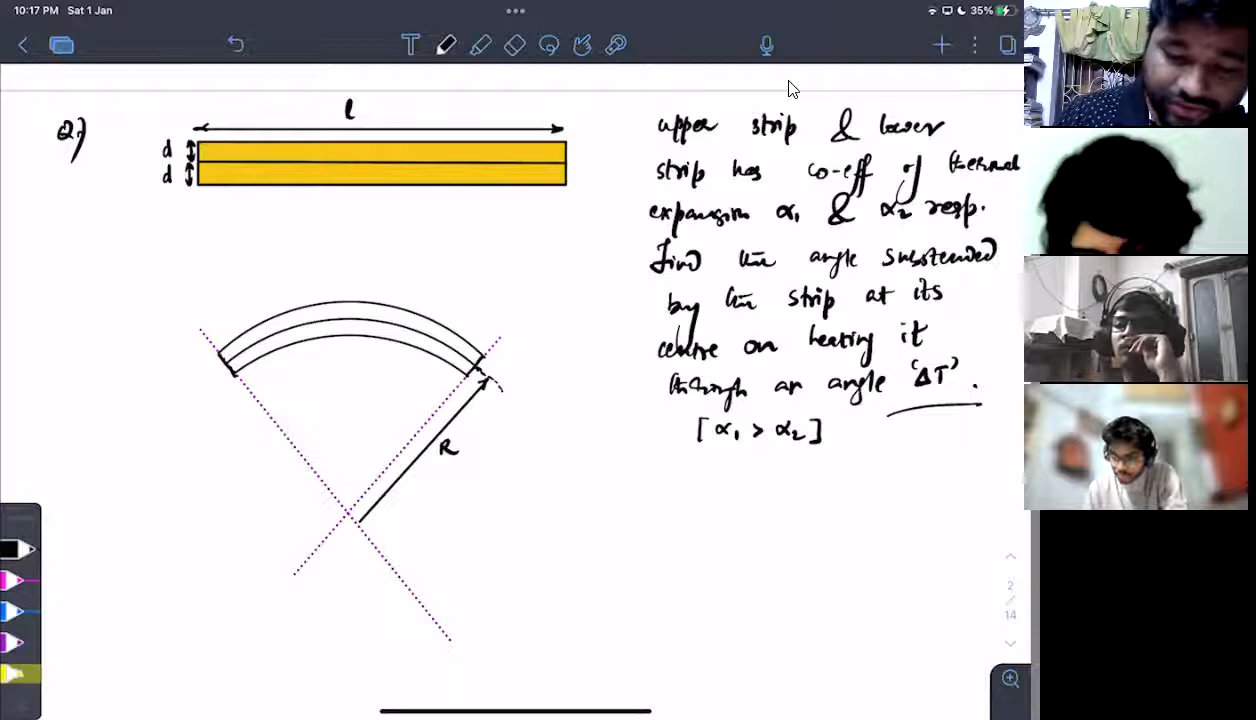 10:17 PM Sat 1 Jan
35%
T
Q.)
l
d
d
upper strip & lower
strip has co-eff of thermal
expansion α₁ & α₂ resp.
Find the angle substended
by the strip at its
centre on heating it
through an angle 'ΔT'.
[α₁ > α₂]
R
2
/
14